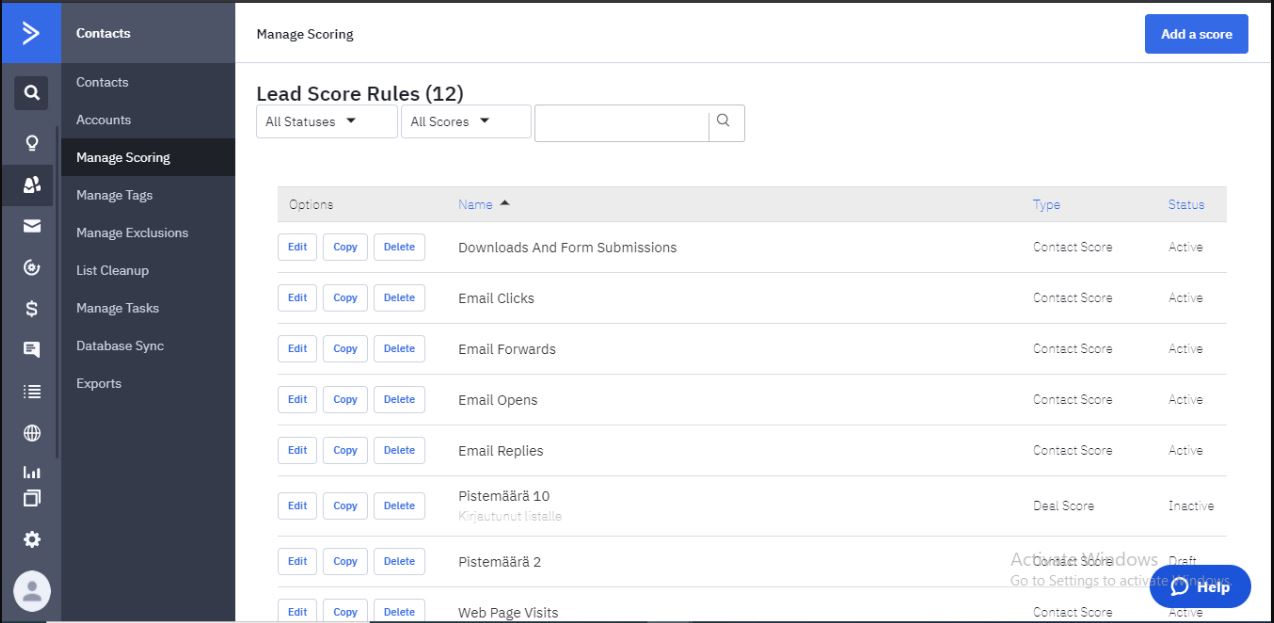 Contacts
Manage Scoring
Add a score
Contacts
Accounts
Manage Scoring
Manage Tags
Manage Exclusions
List Cleanup
Manage Tasks
Database Sync
Exports
Lead Score Rules (12)
All Statuses
All Scores
Options Name Type Status
Edit Copy Delete Downloads And Form Submissions Contact Score Active
Edit Copy Delete Email Clicks Contact Score Active
Edit Copy Delete Email Forwards Contact Score Active
Edit Copy Delete Email Opens Contact Score Active
Edit Copy Delete Email Replies Contact Score Active
Edit Copy Delete Pistemäärä 10 Deal Score Inactive
Kirjautunut listalle
Edit Copy Delete Pistemäärä 2 Contact Score Draft
Activate Windows
Go to Settings to activate Windows.
Help
Edit Copy Delete Web Page Visits Contact Score Active